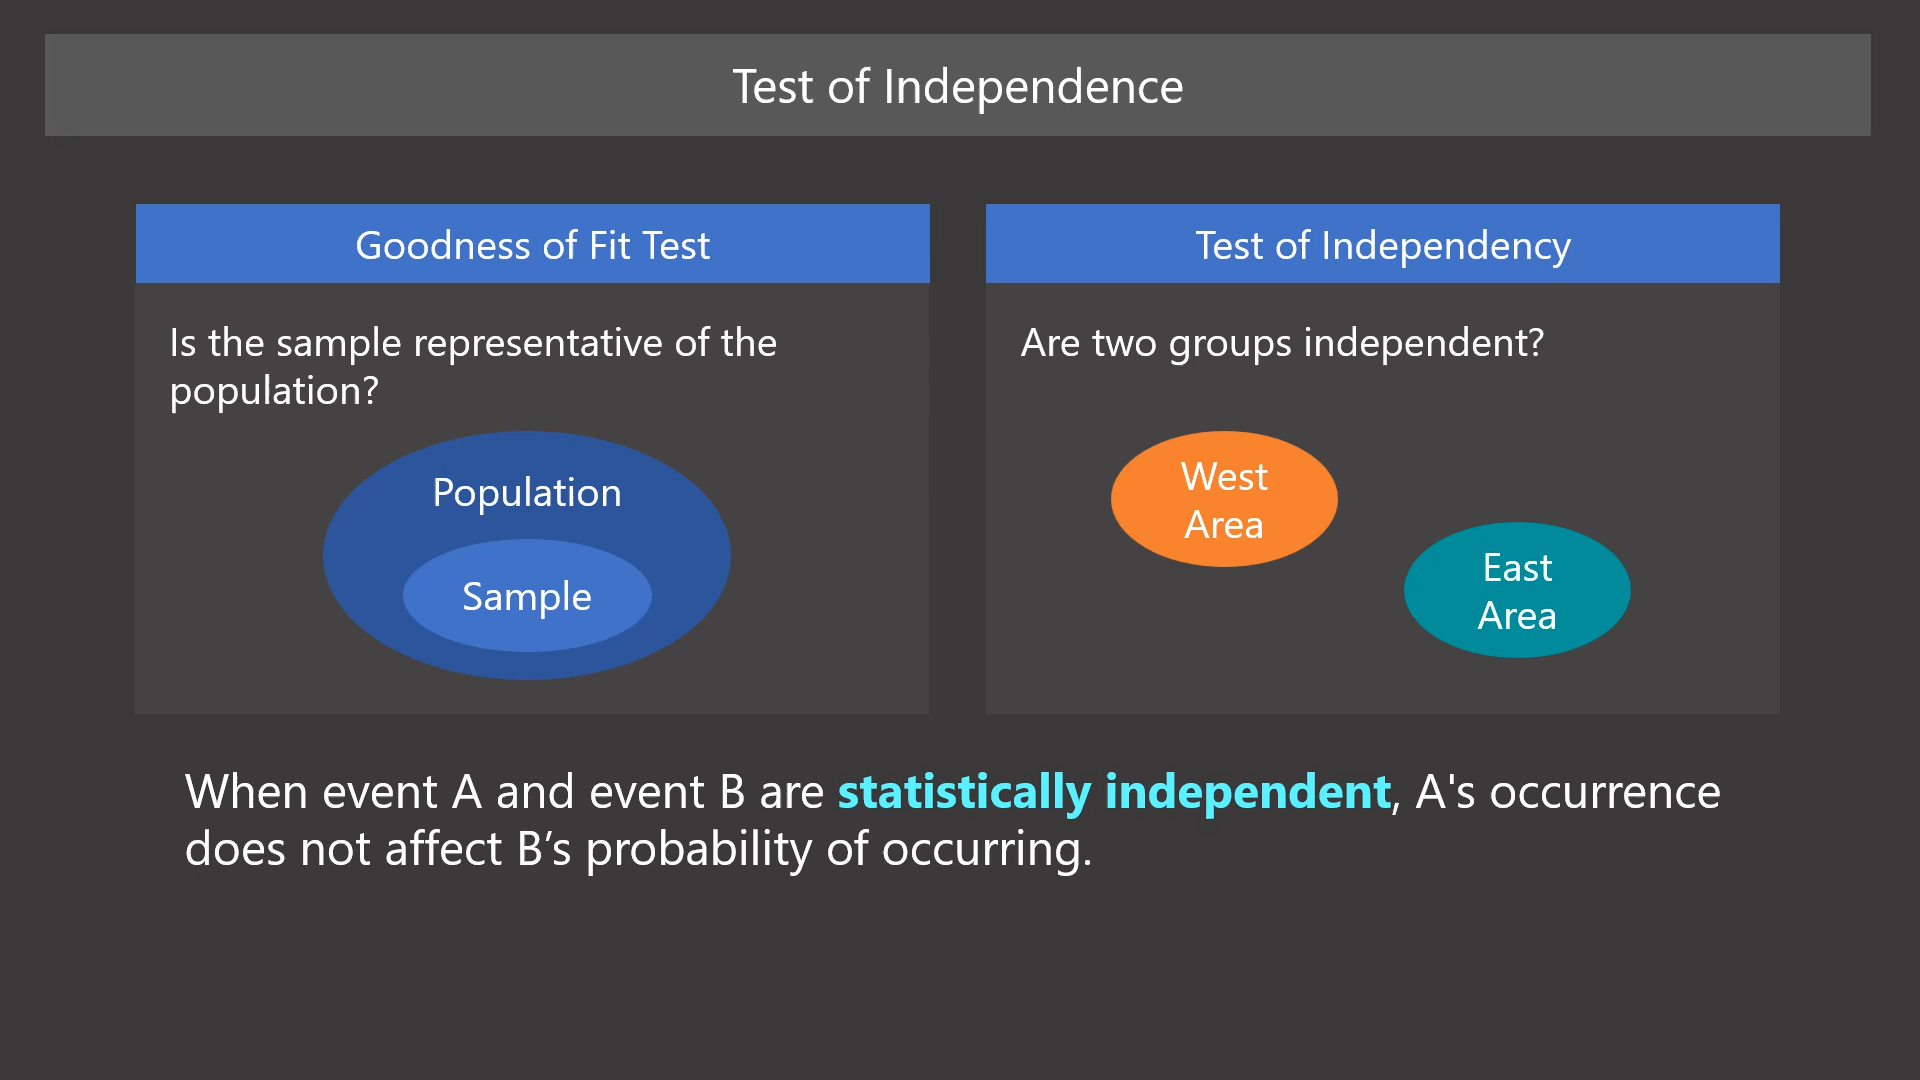 Test of Independence
Goodness of Fit Test
Is the sample representative of the
population?
Population
Sample
Test of Independency
Are two groups independent?
West
Area
East
Area
When event A and event B are statistically independent, A's occurrence
does not affect B’s probability of occurring.